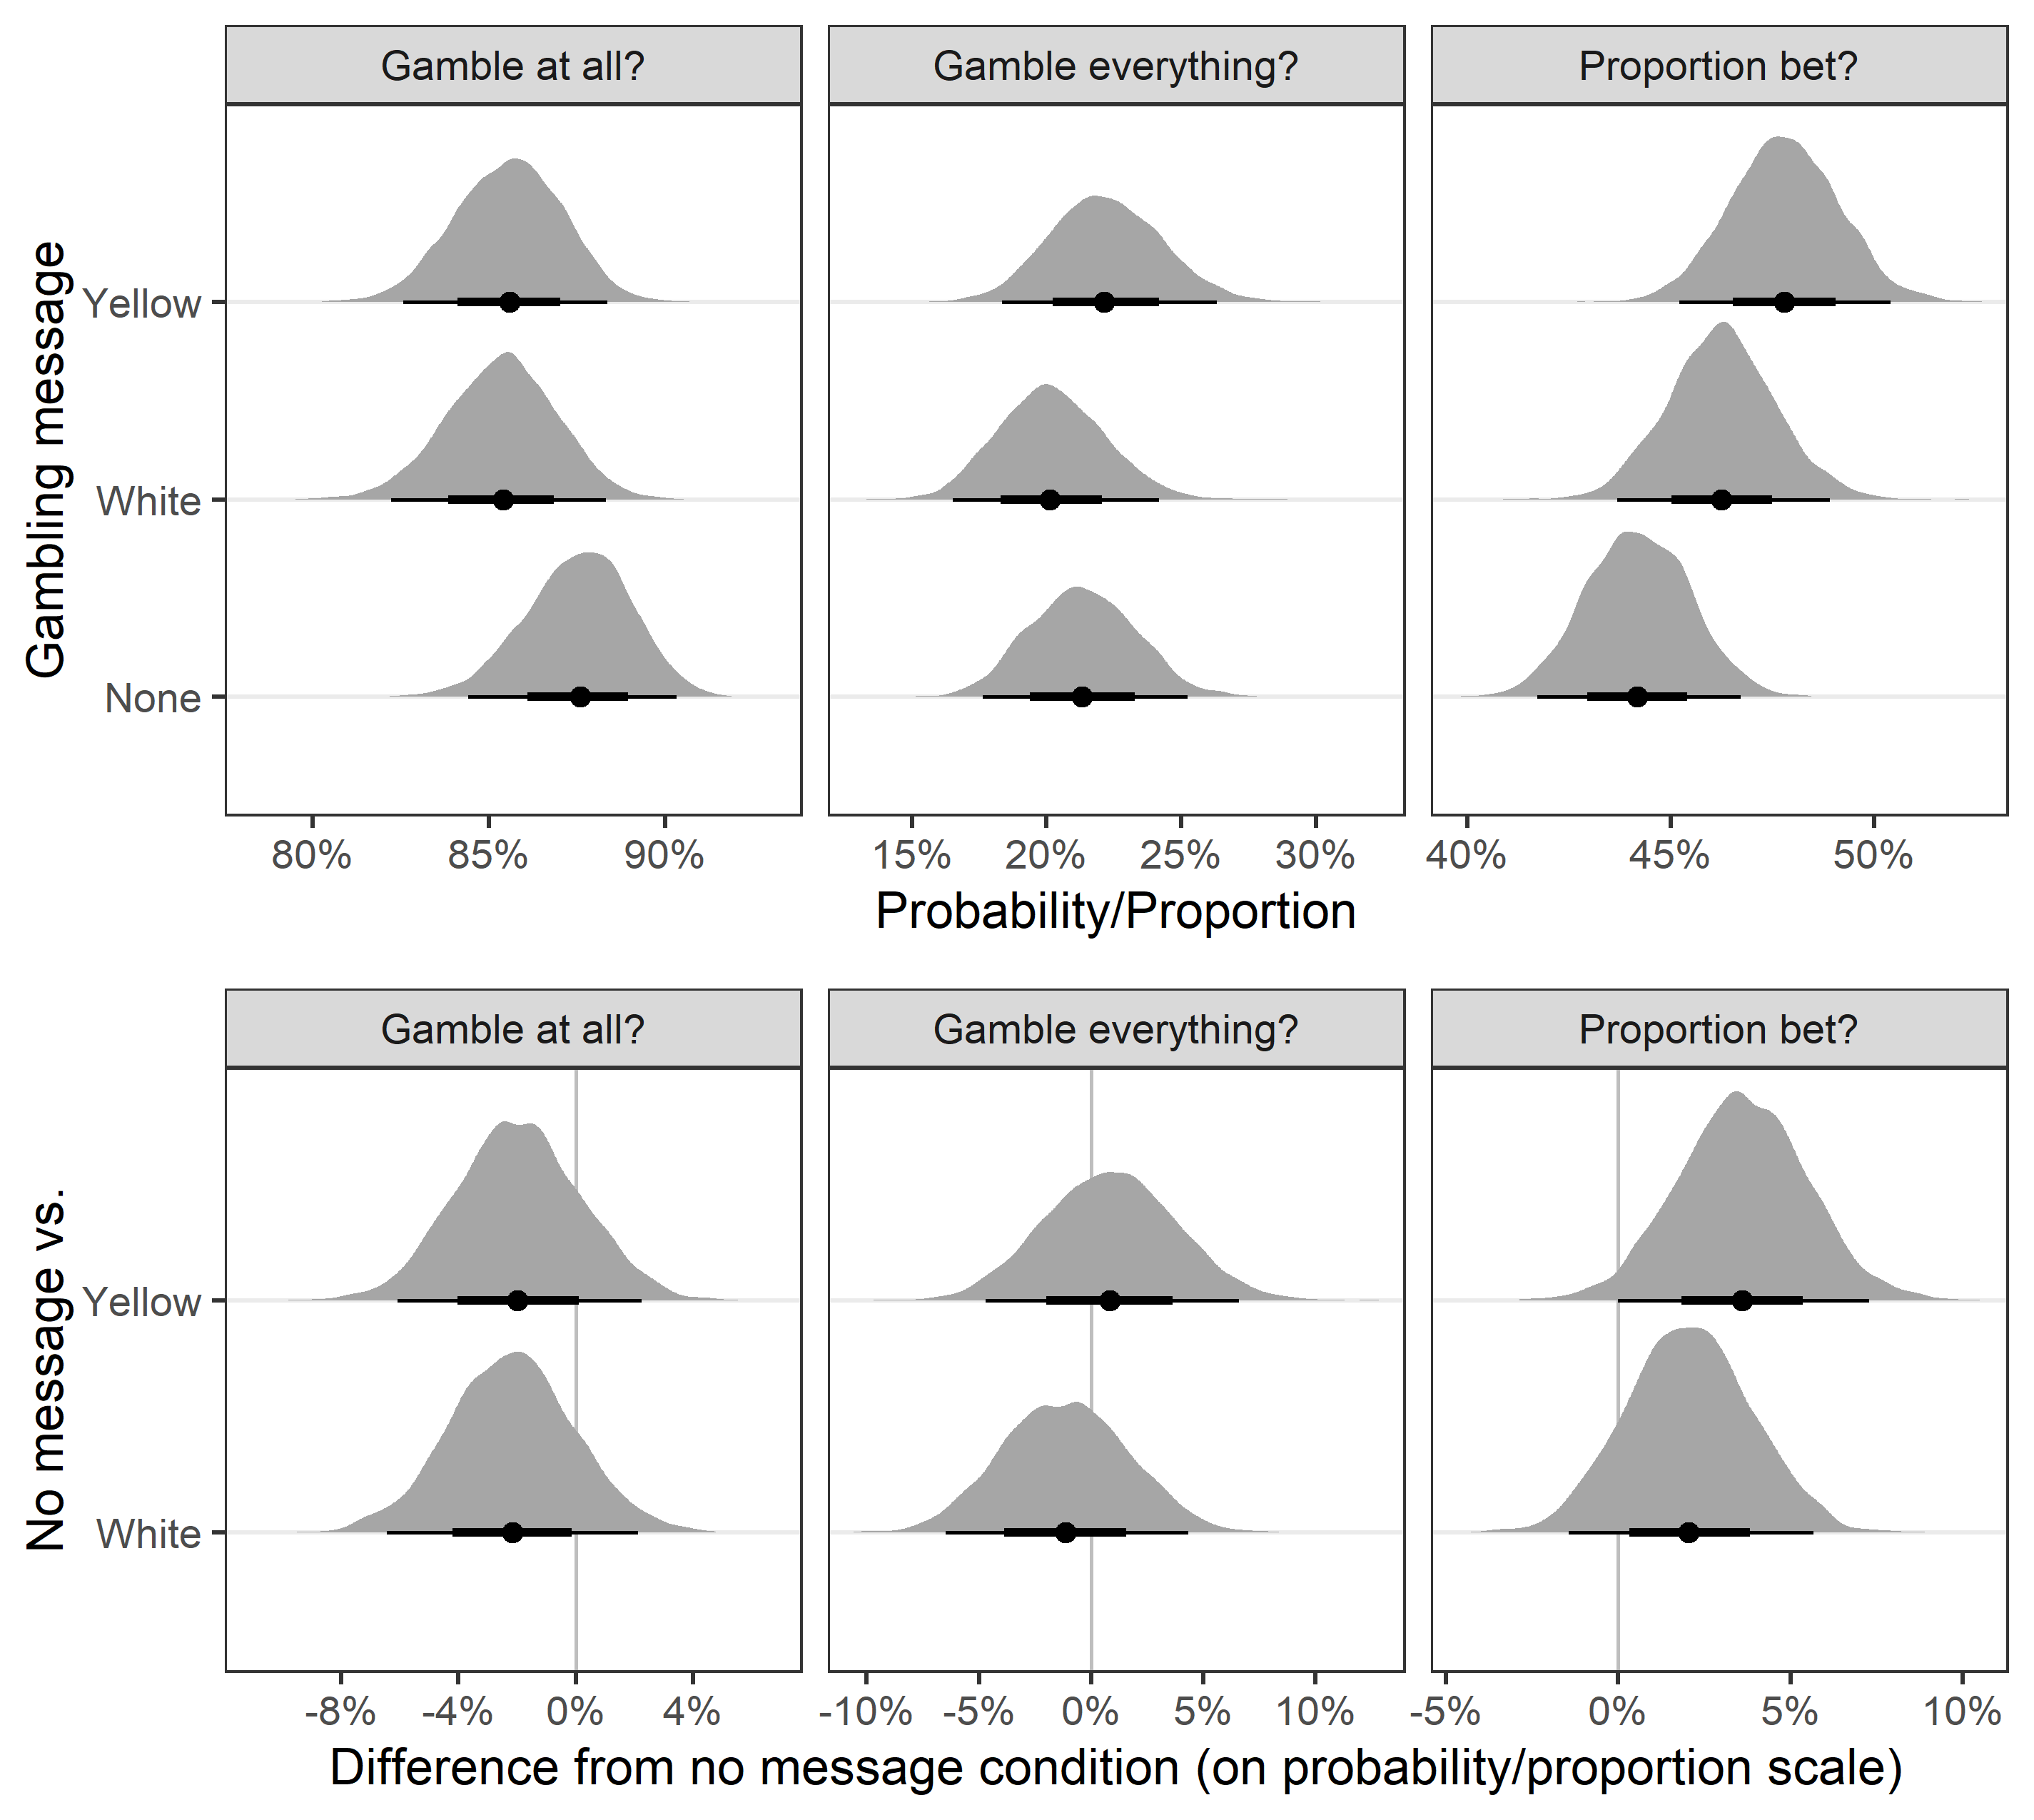 Gamble at all? Gamble everything? Proportion bet?
Gambling message
Yellow
White
None
80% 85% 90% 15% 20% 25% 30% 40% 45% 50%
Probability/Proportion
Gamble at all? Gamble everything? Proportion bet?
No message vs.
Yellow
White
-8% -4% 0% 4% -10% -5% 0% 5% 10% -5% 0% 5% 10%
Difference from no message condition (on probability/proportion scale)